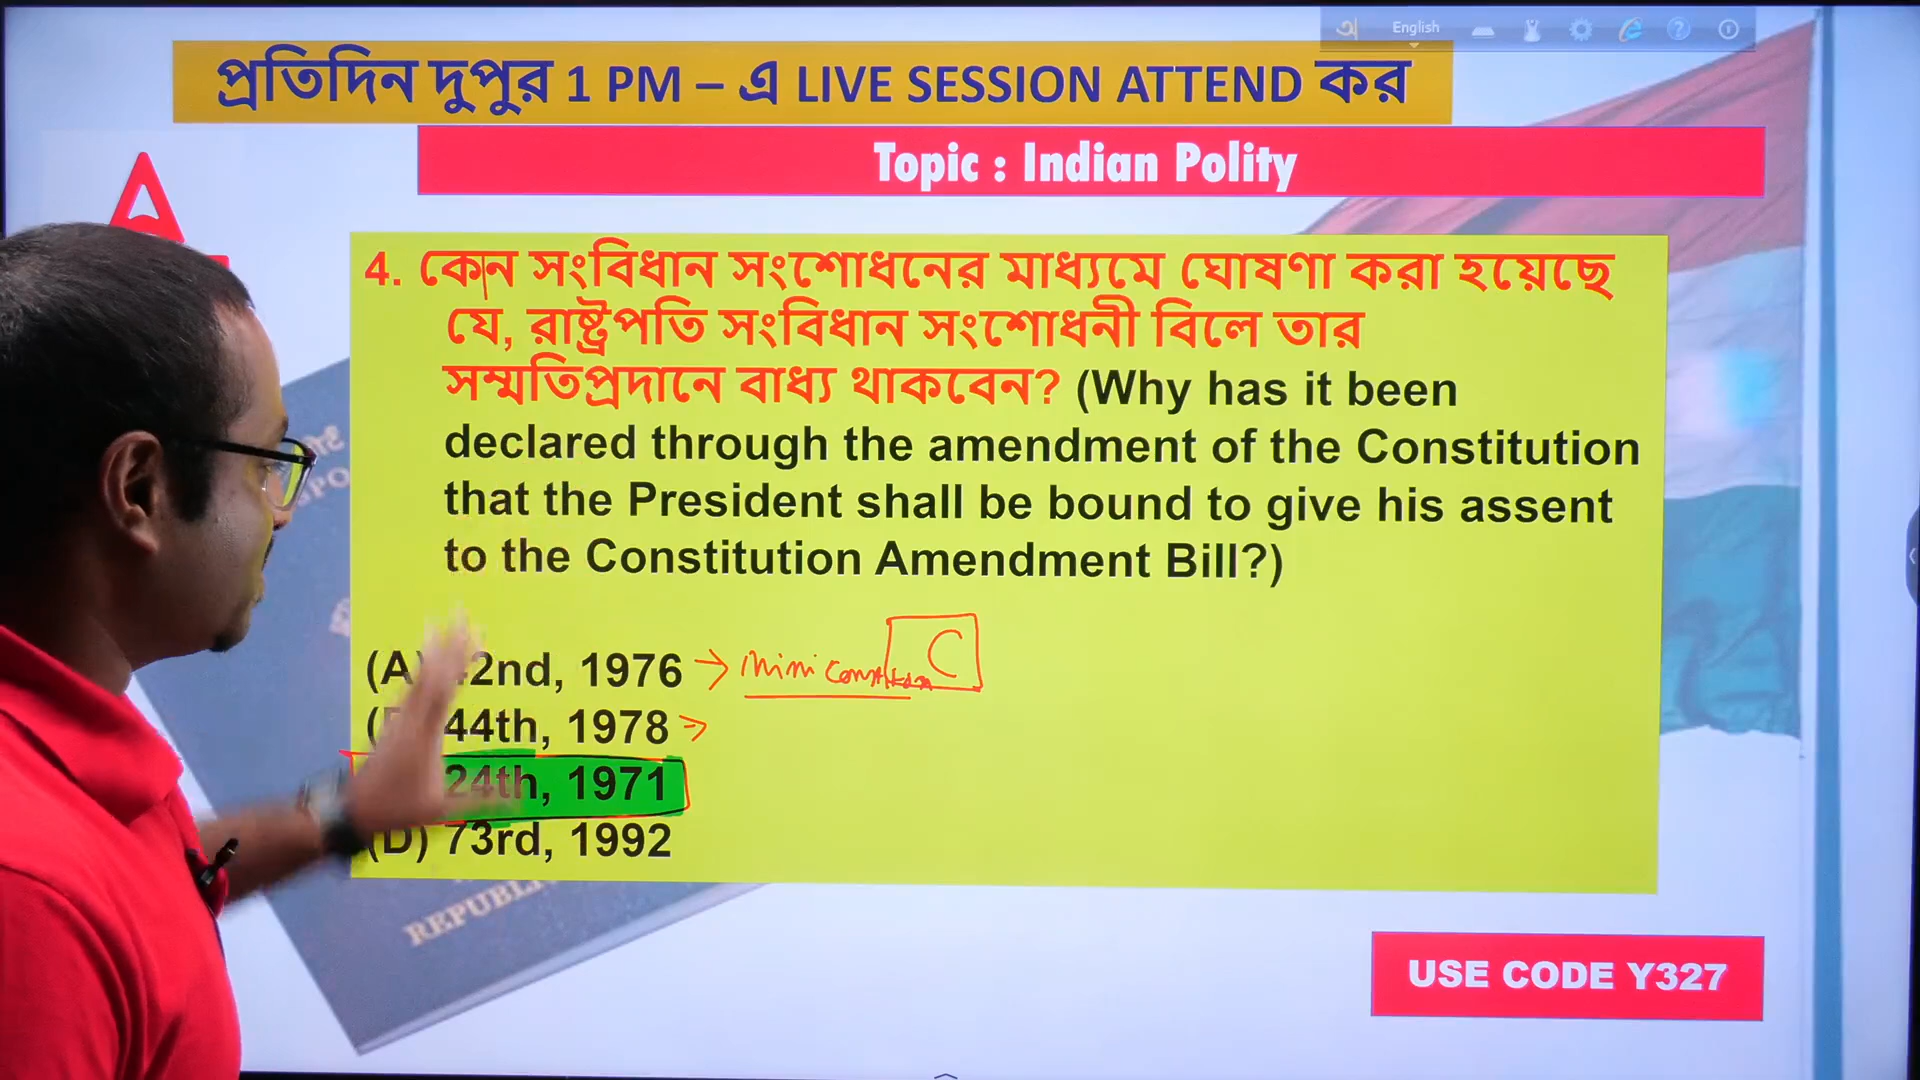 English
প্রতিদিন দুপুর 1 PM – এ LIVE SESSION ATTEND কর
Topic : Indian Polity
4. কোন সংবিধান সংশোধনের মাধ্যমে ঘোষণা করা হয়েছে
যে, রাষ্ট্রপতি সংবিধান সংশোধনী বিলে তার
সম্মতিপ্রদানে বাধ্য থাকবেন? (Why has it been
declared through the amendment of the Constitution
that the President shall be bound to give his assent
to the Constitution Amendment Bill?)
(A) 42nd, 1976 → mini
C
44th, 1978 →
24th, 1971
(D) 73rd, 1992
USE CODE Y327